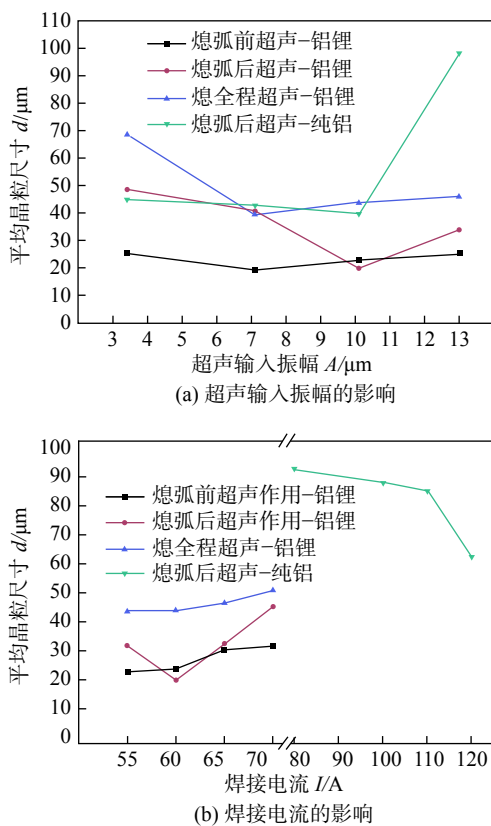 110
100
90
80
70
60
50
40
30
20
10
0
平均晶粒尺寸 d/μm
熄弧前超声−铝锂
熄弧后超声−铝锂
熄全程超声−铝锂
熄弧后超声−纯铝
3 4 5 6 7 8 9 10 11 12 13
超声输入振幅 A/μm
(a) 超声输入振幅的影响
100
90
80
70
60
50
40
30
20
10
0
平均晶粒尺寸 d/μm
熄弧前超声作用−铝锂
熄弧后超声作用−铝锂
熄全程超声−铝锂
熄弧后超声−纯铝
55 60 65 70 80 90 100 110 120
焊接电流 I/A
(b) 焊接电流的影响